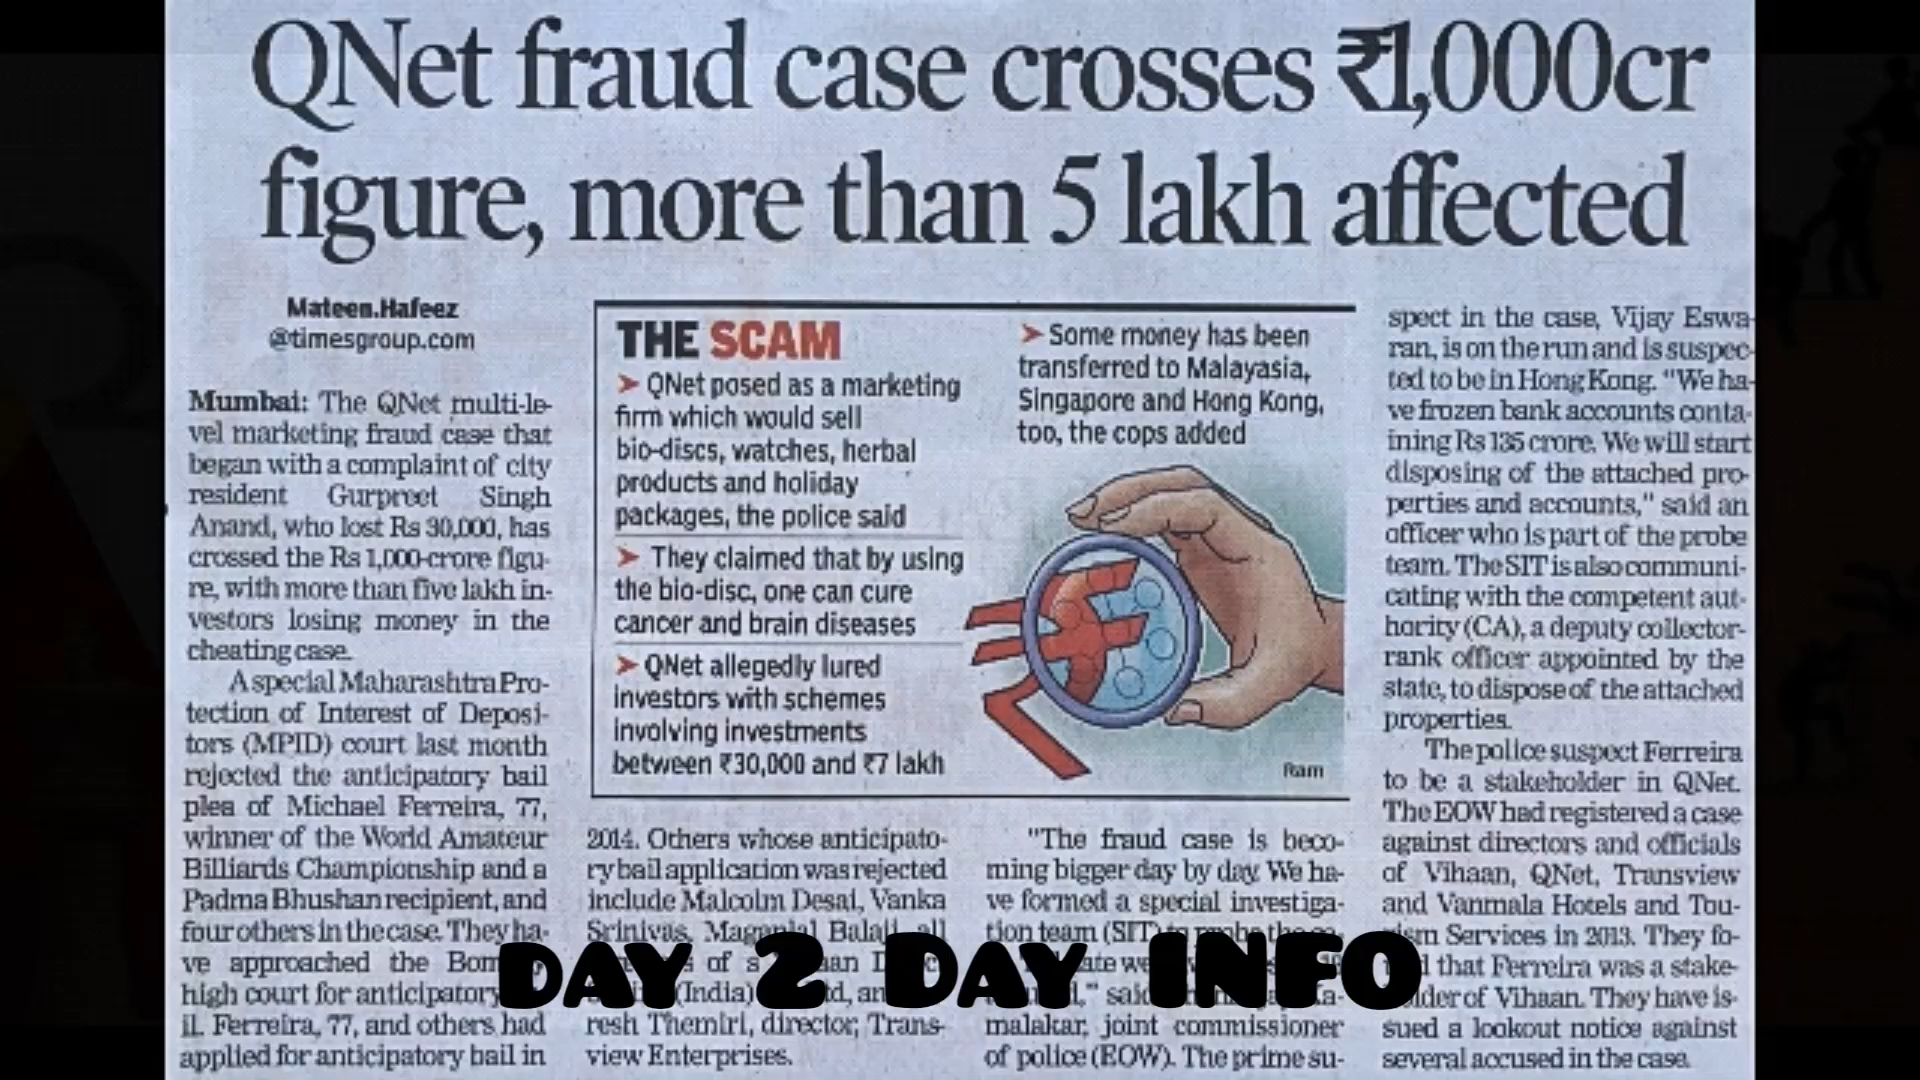 QNet fraud case crosses ₹1,000cr
figure, more than 5 lakh affected
Mateen.Hafeez
@timesgroup.com
Mumbai: The QNet multi-le-
vel marketing fraud case that
began with a complaint of city
resident Gurpreet Singh
Anand, who lost Rs 30,000, has
crossed the Rs 1,000-crore figu-
re, with more than five lakh in-
vestors losing money in the
cheating case.
A special Maharashtra Pro-
tection of Interest of Deposi-
tors (MPID) court last month
rejected the anticipatory bail
plea of Michael Ferreira, 77,
winner of the World Amateur
Billiards Championship and a
Padma Bhushan recipient, and
four others in the case. They ha-
ve approached the
high court for anticipatory
il. Ferreira, 77, and others had
applied for anticipatory bail in
THE SCAM
➤ QNet posed as a marketing
firm which would sell
bio-discs, watches, herbal
products and holiday
packages, the police said
➤ They claimed that by using
the bio-disc, one can cure
cancer and brain diseases
➤ QNet allegedly lured
investors with schemes
involving investments
between ₹30,000 and ₹7 lakh
➤ Some money has been
transferred to Malayasia,
Singapore and Hong Kong,
too, the cops added
Ram
2014. Others whose anticipato-
ry bail application was rejected
include Malcolm Desai, Vanka
Srinivas, Maganlal Balaji, all
of
(India)
resh Themiri, director, Trans-
view Enterprises.
"The fraud case is beco-
ming bigger day by day. We ha-
ve formed a special investiga-
tion team (SIT) to probe the
said
malakar, joint commissioner
of police (EOW). The prime su-
spect in the case, Vijay Eswa-
ran, is on the run and is suspec-
ted to be in Hong Kong. "We ha-
ve frozen bank accounts conta-
ining Rs 135 crore. We will start
disposing of the attached pro-
perties and accounts," said an
officer who is part of the probe
team. The SIT is also communi-
cating with the competent aut-
hority (CA), a deputy collector-
rank officer appointed by the
state, to dispose of the attached
properties.
The police suspect Ferreira
to be a stakeholder in QNet.
The EOW had registered a case
against directors and officials
of Vihaan, QNet, Transview
and Vanmala Hotels and Tou-
rism Services in 2013. They fo-
that Ferreira was a stake-
holder of Vihaan. They have is-
sued a lookout notice against
several accused in the case.
DAY 2 DAY INFO